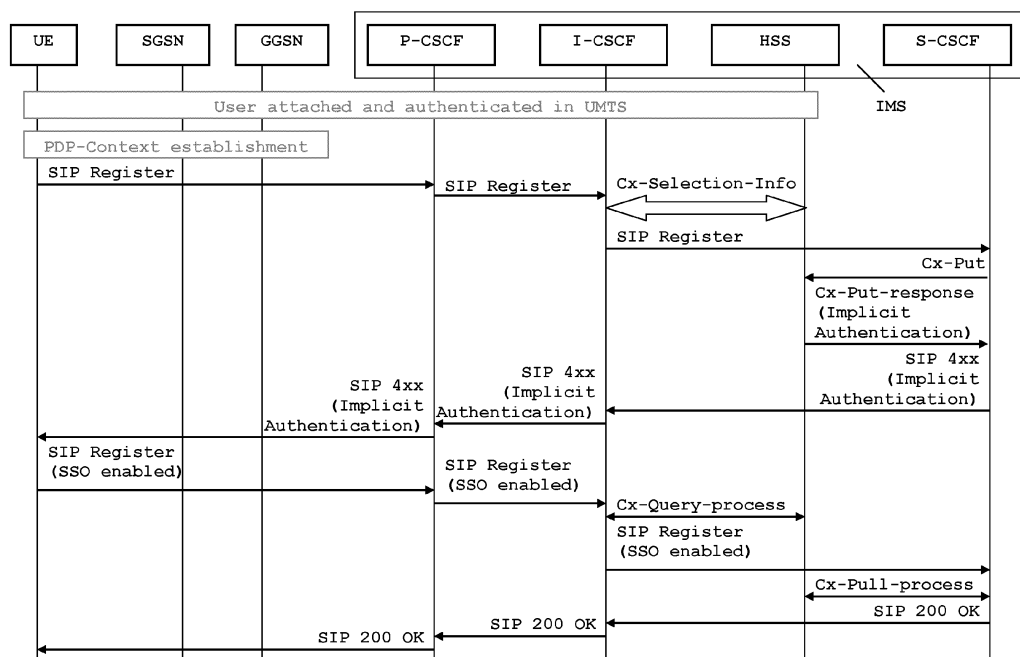 UE
SGSN
GGSN
P-CSCF
I-CSCF
HSS
S-CSCF
IMS
User attached and authenticated in UMTS
PDP-Context establishment
SIP Register
SIP Register
Cx-Selection-Info
SIP Register
Cx-Put
Cx-Put-response
(Implicit
Authentication)
SIP 4xx
(Implicit
Authentication)
SIP 4xx
(Implicit
Authentication)
SIP 4xx
(Implicit
Authentication)
SIP Register
(SSO enabled)
SIP Register
(SSO enabled)
Cx-Query-process
SIP Register
(SSO enabled)
Cx-Pull-process
SIP 200 OK
SIP 200 OK
SIP 200 OK